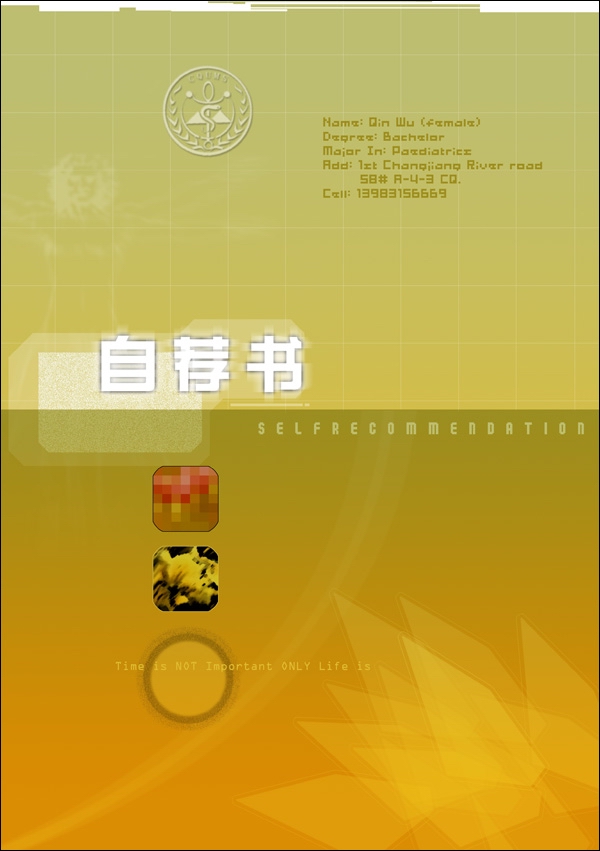 CQUMS
Name: Qin Wu (female)
Degree: Bachelor
Major In: Paediatrics
Add: 1st Changjiang River road
58# A-4-3 CQ.
Cell: 13983156669
自荐书
SELFRECOMMENDATION
Time is NOT Important ONLY Life is